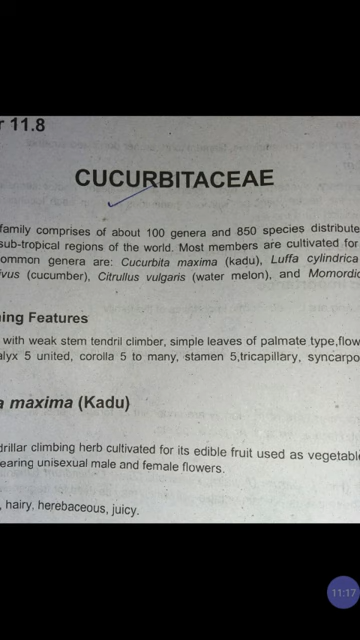 r 11.8
CUCURBITACEAE
family comprises of about 100 genera and 850 species distribute
sub-tropical regions of the world. Most members are cultivated for
ommon genera are: Cucurbita maxima (kadu), Luffa cylindrica
ivus (cucumber), Citrullus vulgaris (water melon), and Momordic
ning Features
with weak stem tendril climber, simple leaves of palmate type,flow
alyx 5 united, corolla 5 to many, stamen 5,tricapillary, syncarpo
a maxima (Kadu)
drillar climbing herb cultivated for its edible fruit used as vegetable
earing unisexual male and female flowers.
, hairy, herebaceous, juicy.
11:17